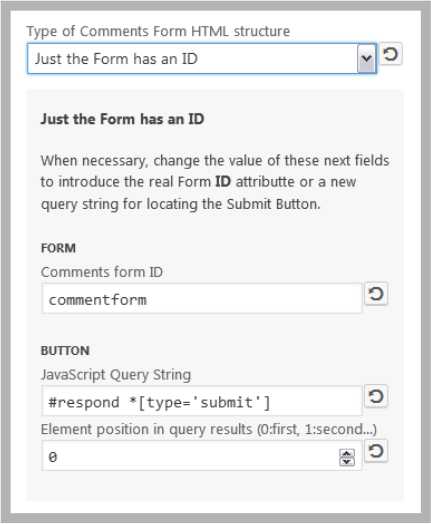 Type of Comments Form HTML structure
Just the Form has an ID
Just the Form has an ID
When necessary, change the value of these next fields
to introduce the real Form ID attributte or a new
query string for locating the Submit Button.
FORM
Comments form ID
commentform
BUTTON
JavaScript Query String
#respond *[type='submit']
Element position in query results (0:first, 1:second...)
0